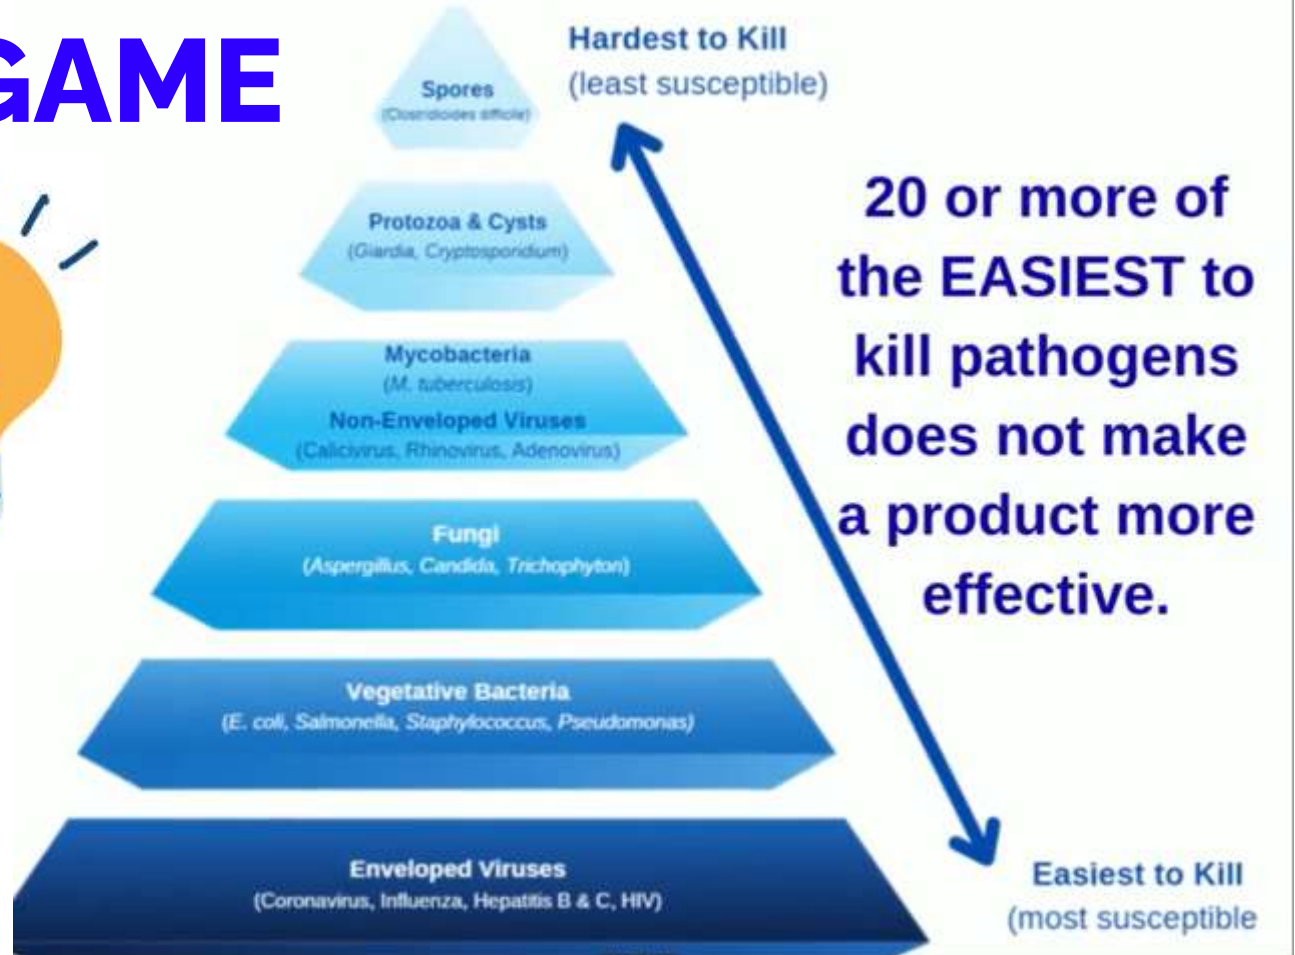 GAME
Hardest to Kill
(least susceptible)
Spores
(Clostridioides difficile)
Protozoa & Cysts
(Giardia, Cryptosporidium)
Mycobacteria
(M. tuberculosis)
Non-Enveloped Viruses
(Calicivirus, Rhinovirus, Adenovirus)
Fungi
(Aspergillus, Candida, Trichophyton)
Vegetative Bacteria
(E. coli, Salmonella, Staphylococcus, Pseudomonas)
Enveloped Viruses
(Coronavirus, Influenza, Hepatitis B & C, HIV)
20 or more of
the EASIEST to
kill pathogens
does not make
a product more
effective.
Easiest to Kill
(most susceptible